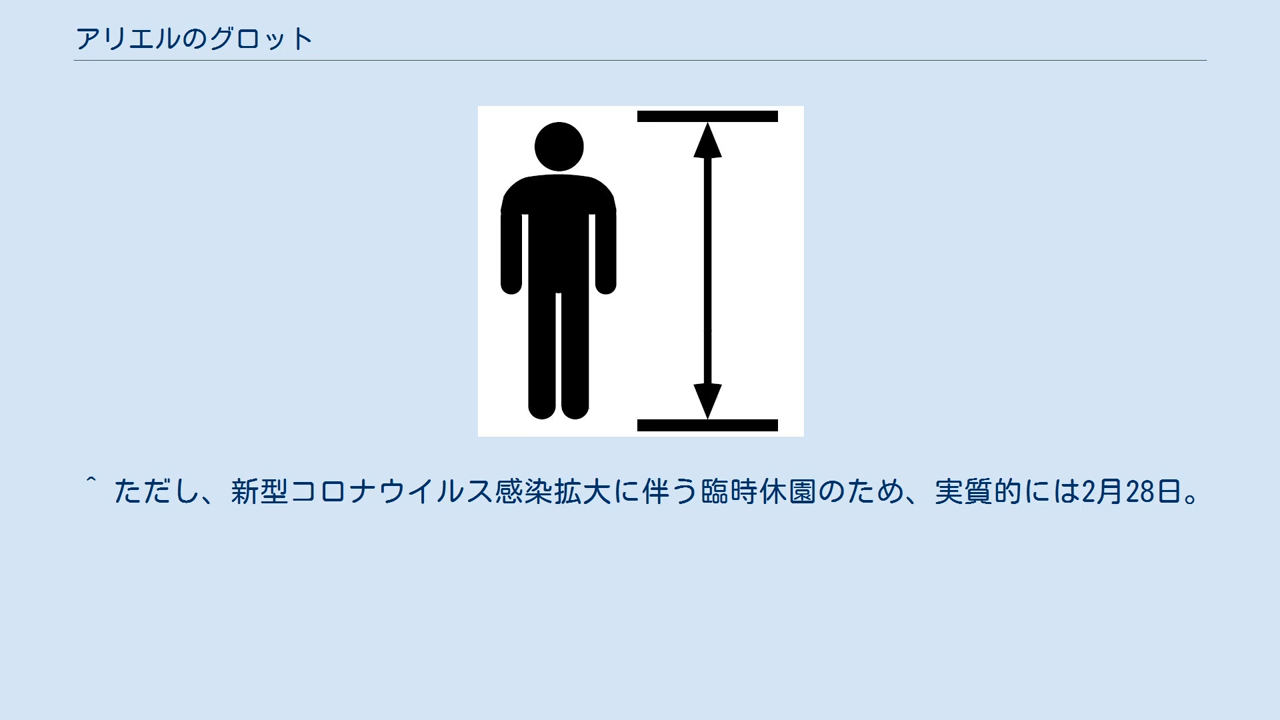 アリエルのグロット
^ ただし、新型コロナウイルス感染拡大に伴う臨時休園のため、実質的には2月28日。